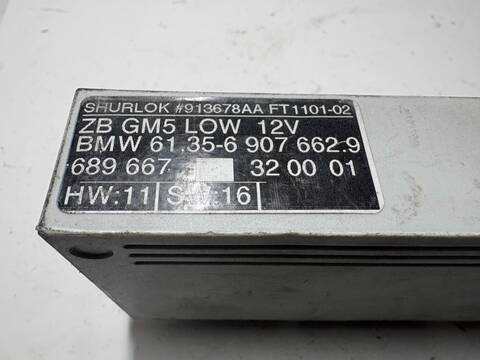 SHURLOK #913678AA FT1101-02
ZB GM5 LOW 12V
BMW 61.35-6 907 662.9
689 667 32 00 01
HW:11 S :16